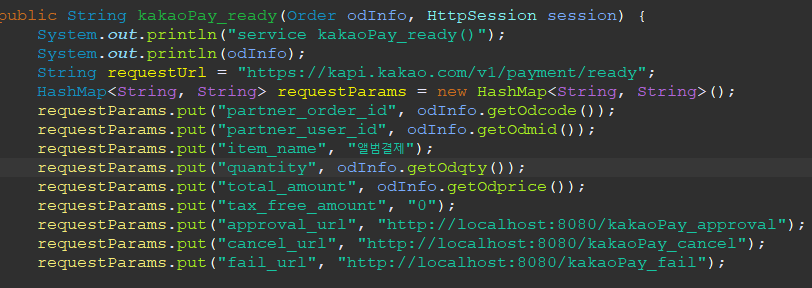 public String kakaoPay_ready(Order odInfo, HttpSession session) {
System.out.println("service kakaoPay_ready()");
System.out.println(odInfo);
String requestUrl = "https://kapi.kakao.com/v1/payment/ready";
HashMap<String, String> requestParams = new HashMap<String, String>();
requestParams.put("partner_order_id", odInfo.getOdcode());
requestParams.put("partner_user_id", odInfo.getOdmid());
requestParams.put("item_name", "앨범결제");
requestParams.put("quantity", odInfo.getOdqty());
requestParams.put("total_amount", odInfo.getOdprice());
requestParams.put("tax_free_amount", "0");
requestParams.put("approval_url", "http://localhost:8080/kakaoPay_approval");
requestParams.put("cancel_url", "http://localhost:8080/kakaoPay_cancel");
requestParams.put("fail_url", "http://localhost:8080/kakaoPay_fail");